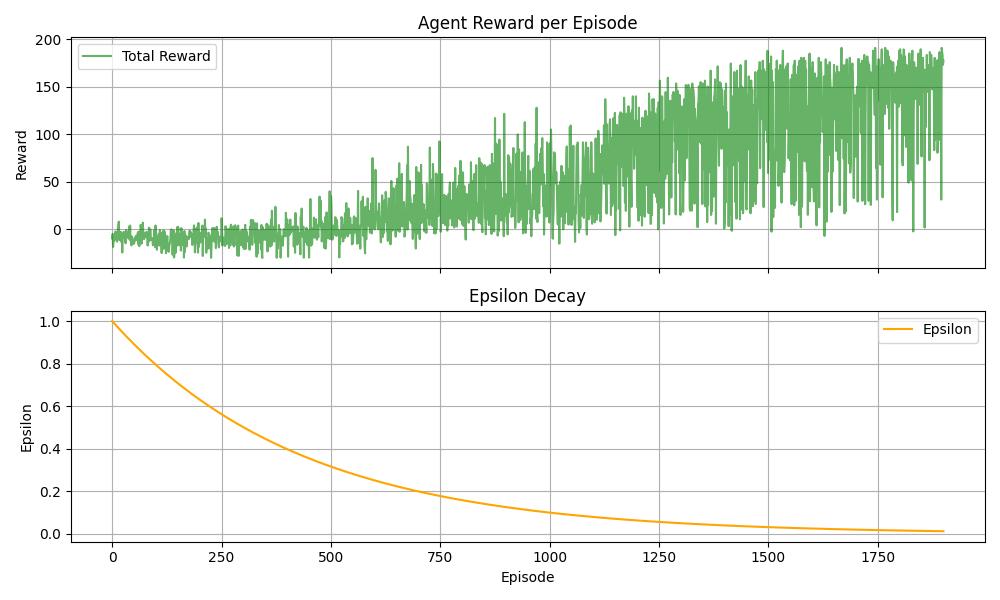 Agent Reward per Episode
200
150
100
50
0
Reward
Total Reward
Epsilon Decay
1.0
0.8
0.6
0.4
0.2
0.0
Epsilon
Epsilon
0 250 500 750 1000 1250 1500 1750
Episode